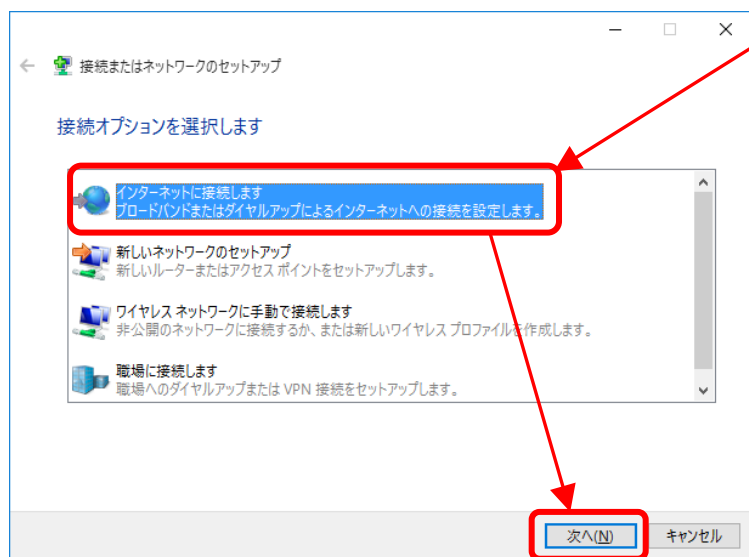 接続またはネットワークのセットアップ
接続オプションを選択します
インターネットに接続します
ブロードバンドまたはダイヤルアップによるインターネットへの接続を設定します。
新しいネットワークのセットアップ
新しいルーターまたはアクセス ポイントをセットアップします。
ワイヤレス ネットワークに手動で接続します
非公開のネットワークに接続するか、または新しいワイヤレス プロファイルを作成します。
職場に接続します
職場へのダイヤルアップまたは VPN 接続をセットアップします。
次へ(N)
キャンセル